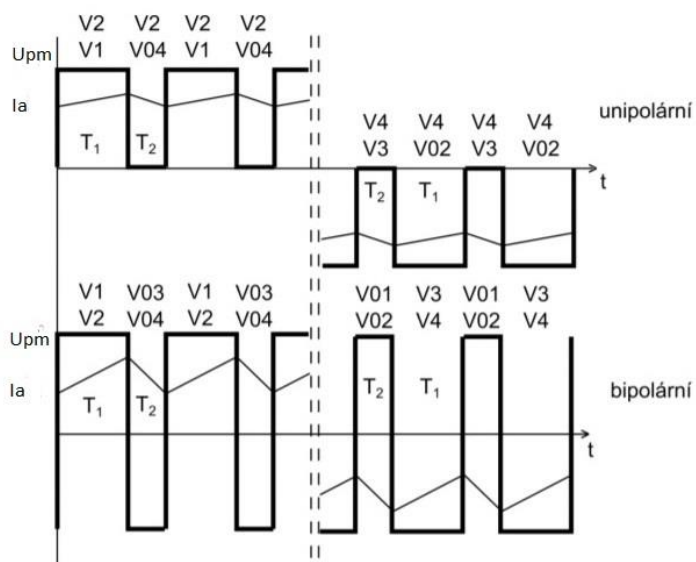 V2 V2 V2 V2
V1 V04 V1 V04
Upm
Ia
T1 T2
unipolární
V4 V4 V4 V4
V3 V02 V3 V02
T2 T1
t
V1 V03 V1 V03
V2 V04 V2 V04
V01 V3 V01 V3
V02 V4 V02 V4
Upm
Ia
T1 T2
T2 T1
bipolární
t